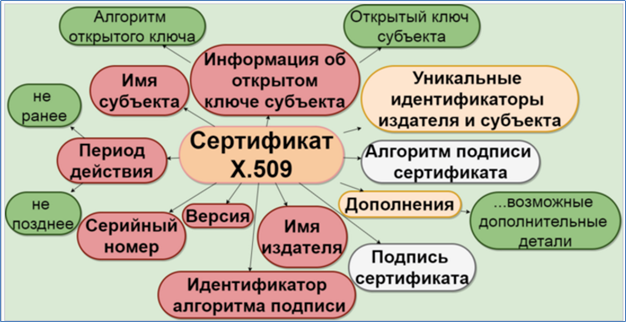 Алгоритм
открытого ключа
Открытый ключ
субъекта
Информация об
открытом
ключе субъекта
Имя
субъекта
Уникальные
идентификаторы
издателя и субъекта
не
ранее
Сертификат
X.509
Период
действия
Алгоритм подписи
сертификата
не
позднее
Серийный
номер
Версия
Имя
издателя
Дополнения
...возможные
дополнительные
детали
Подпись
сертификата
Идентификатор
алгоритма подписи